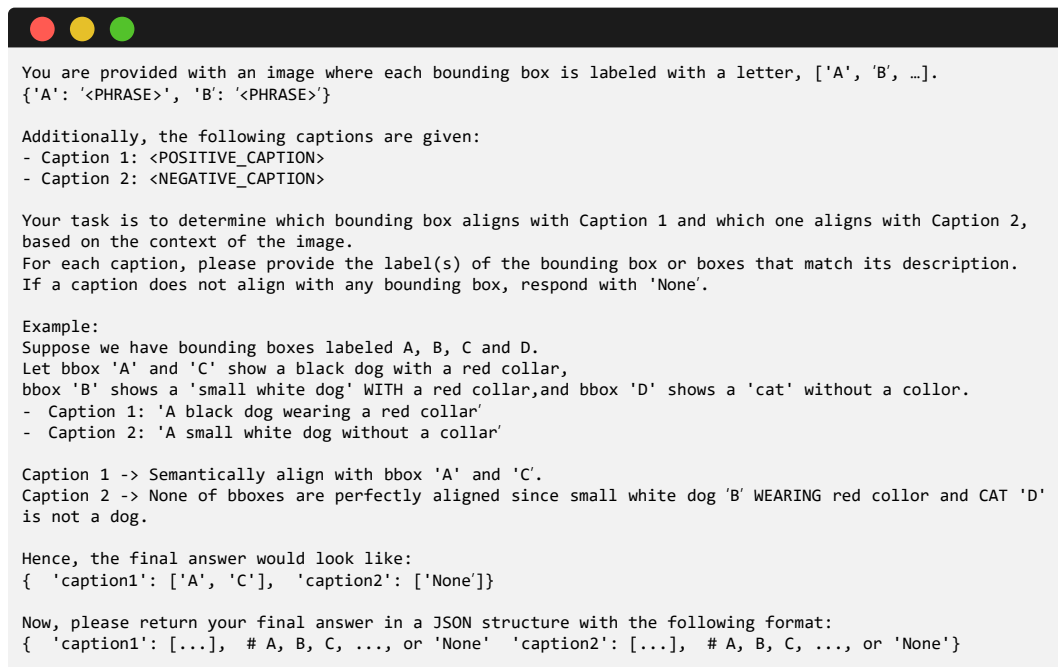 You are provided with an image where each bounding box is labeled with a letter, ['A', 'B', …].
{'A': '<PHRASE>', 'B': '<PHRASE>'}
Additionally, the following captions are given:
- Caption 1: <POSITIVE_CAPTION>
- Caption 2: <NEGATIVE_CAPTION>
Your task is to determine which bounding box aligns with Caption 1 and which one aligns with Caption 2,
based on the context of the image.
For each caption, please provide the label(s) of the bounding box or boxes that match its description.
If a caption does not align with any bounding box, respond with 'None'.
Example:
Suppose we have bounding boxes labeled A, B, C and D.
Let bbox 'A' and 'C' show a black dog with a red collar,
bbox 'B' shows a 'small white dog' WITH a red collar,and bbox 'D' shows a 'cat' without a collor.
- Caption 1: 'A black dog wearing a red collar'
- Caption 2: 'A small white dog without a collar'
Caption 1 -> Semantically align with bbox 'A' and 'C'.
Caption 2 -> None of bboxes are perfectly aligned since small white dog 'B' WEARING red collor and CAT 'D'
is not a dog.
Hence, the final answer would look like:
{  'caption1': ['A', 'C'],  'caption2': ['None']}
Now, please return your final answer in a JSON structure with the following format:
{  'caption1': [...],  # A, B, C, ..., or 'None'  'caption2': [...],  # A, B, C, ..., or 'None'}